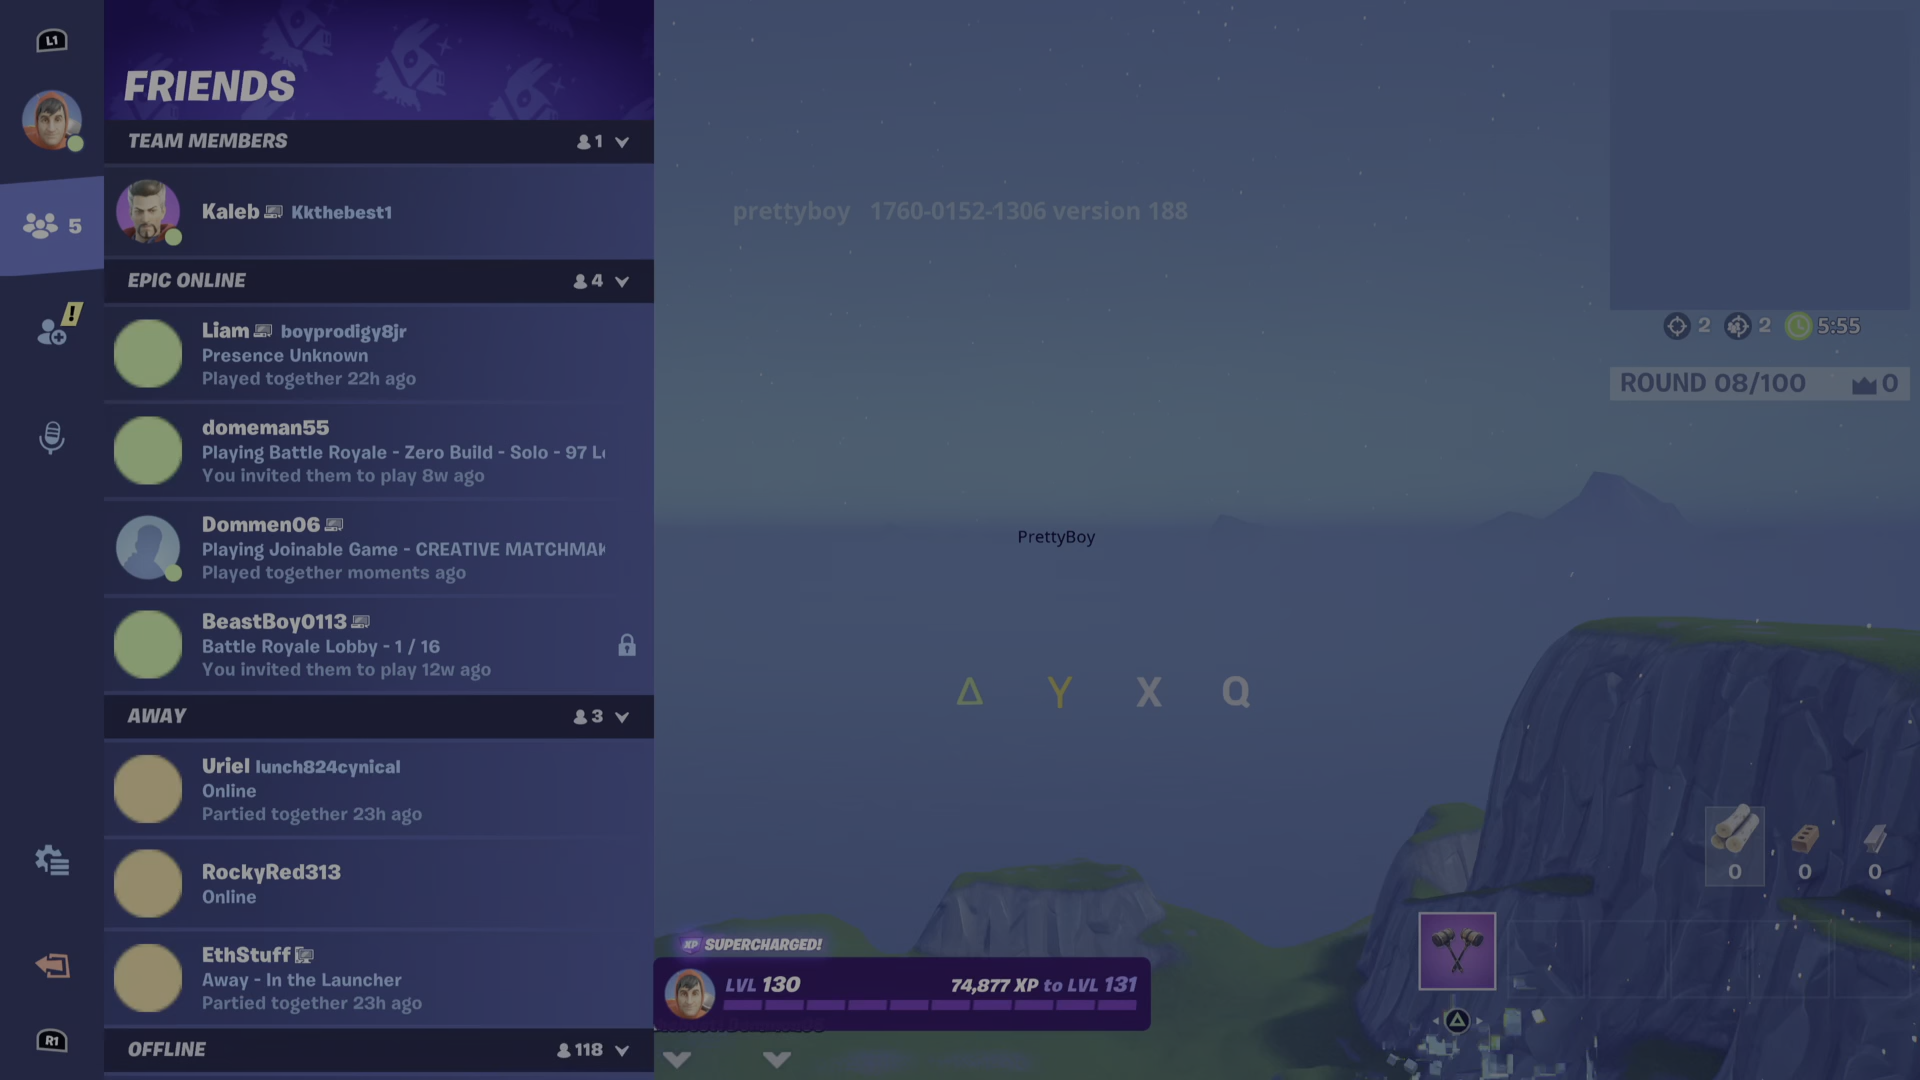 L1
FRIENDS
TEAM MEMBERS 1
Kaleb Kkthebest1
5
EPIC ONLINE 4
!
Liam boyprodigy8jr
Presence Unknown
Played together 22h ago
domeman55
Playing Battle Royale - Zero Build - Solo - 97
You invited them to play 8w ago
Dommen06
Playing Joinable Game - CREATIVE
Played together moments ago
BeastBoy0113
Battle Royale Lobby - 1 / 16
You invited them to play 12w ago
AWAY 3
Uriel lunch824cynical
Online
Partied together 23h ago
RockyRed313
Online
EthStuff
Away - In the Launcher
Partied together 23h ago
R1
OFFLINE 118
prettyboy 1760-0152-1306 version 188
2 2 5:55
ROUND 08/100 0
PrettyBoy
Δ Y X Q
0 0 0
XP SUPERCHARGED!
LVL 130 74,877 XP to LVL 131